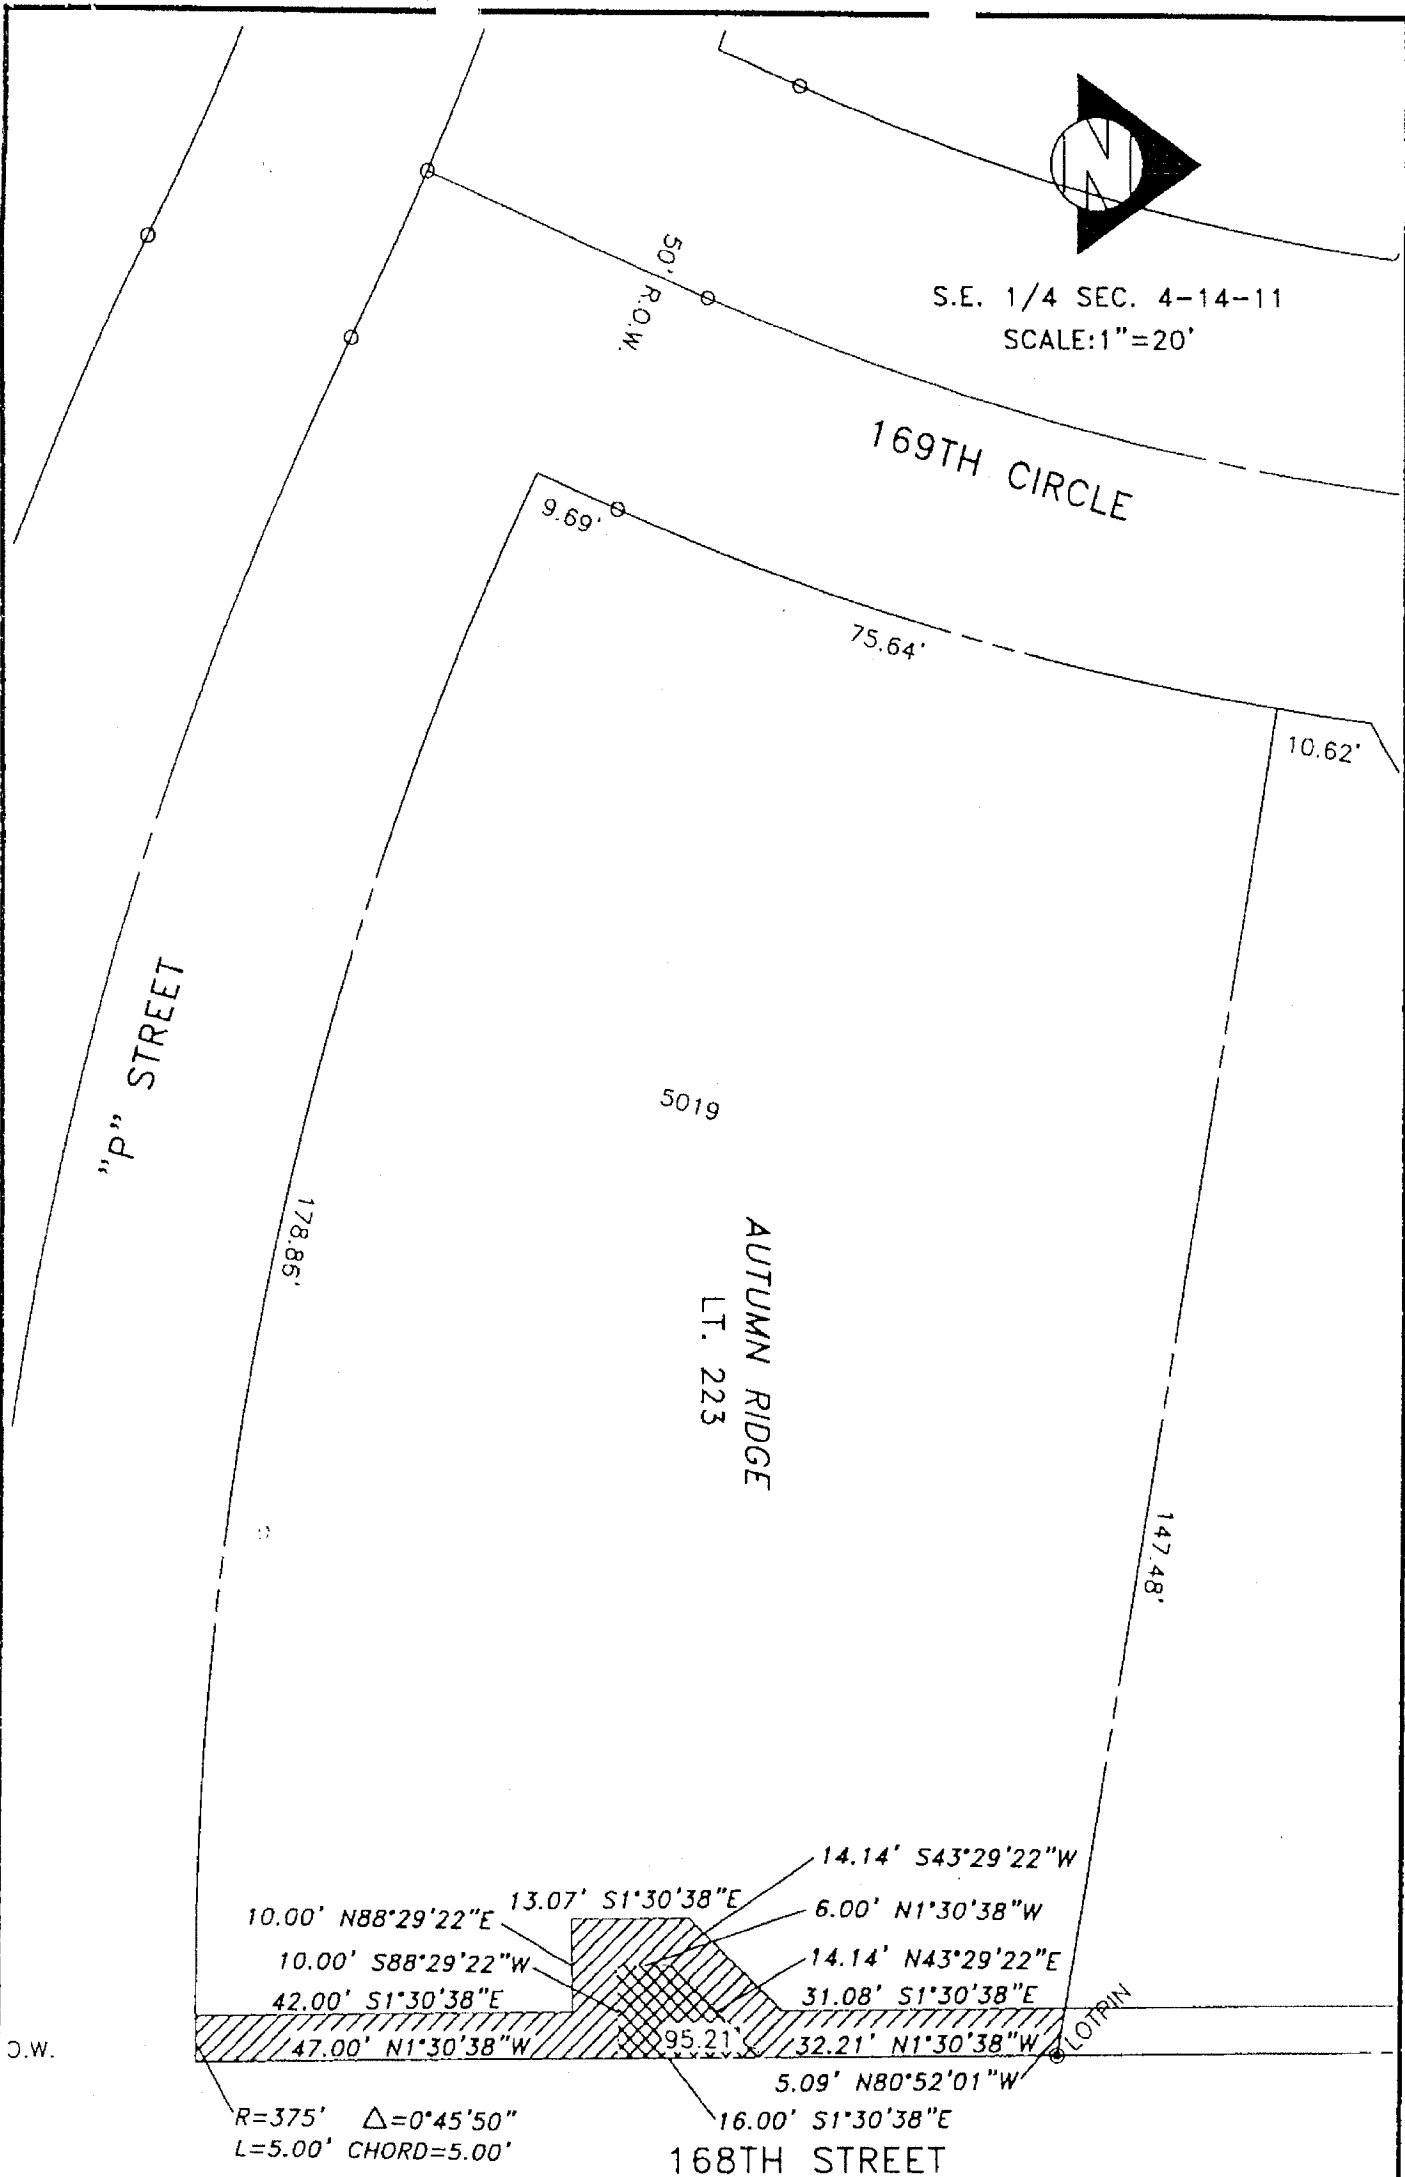 N
S.E. 1/4 SEC. 4-14-11
SCALE:1"=20'
50' R.O.W.
169TH CIRCLE
9.69'
75.64'
10.62'
"P" STREET
5019
178.86'
AUTUMN RIDGE
LT. 223
147.48'
14.14' S43°29'22"W
13.07' S1°30'38"E
6.00' N1°30'38"W
10.00' N88°29'22"E
10.00' S88°29'22"W
14.14' N43°29'22"E
42.00' S1°30'38"E
31.08' S1°30'38"E
LOTPIN
O.W.
47.00' N1°30'38"W
95.21'
32.21' N1°30'38"W
5.09' N80°52'01"W
R=375' Δ=0°45'50"
16.00' S1°30'38"E
L=5.00' CHORD=5.00'
168TH STREET